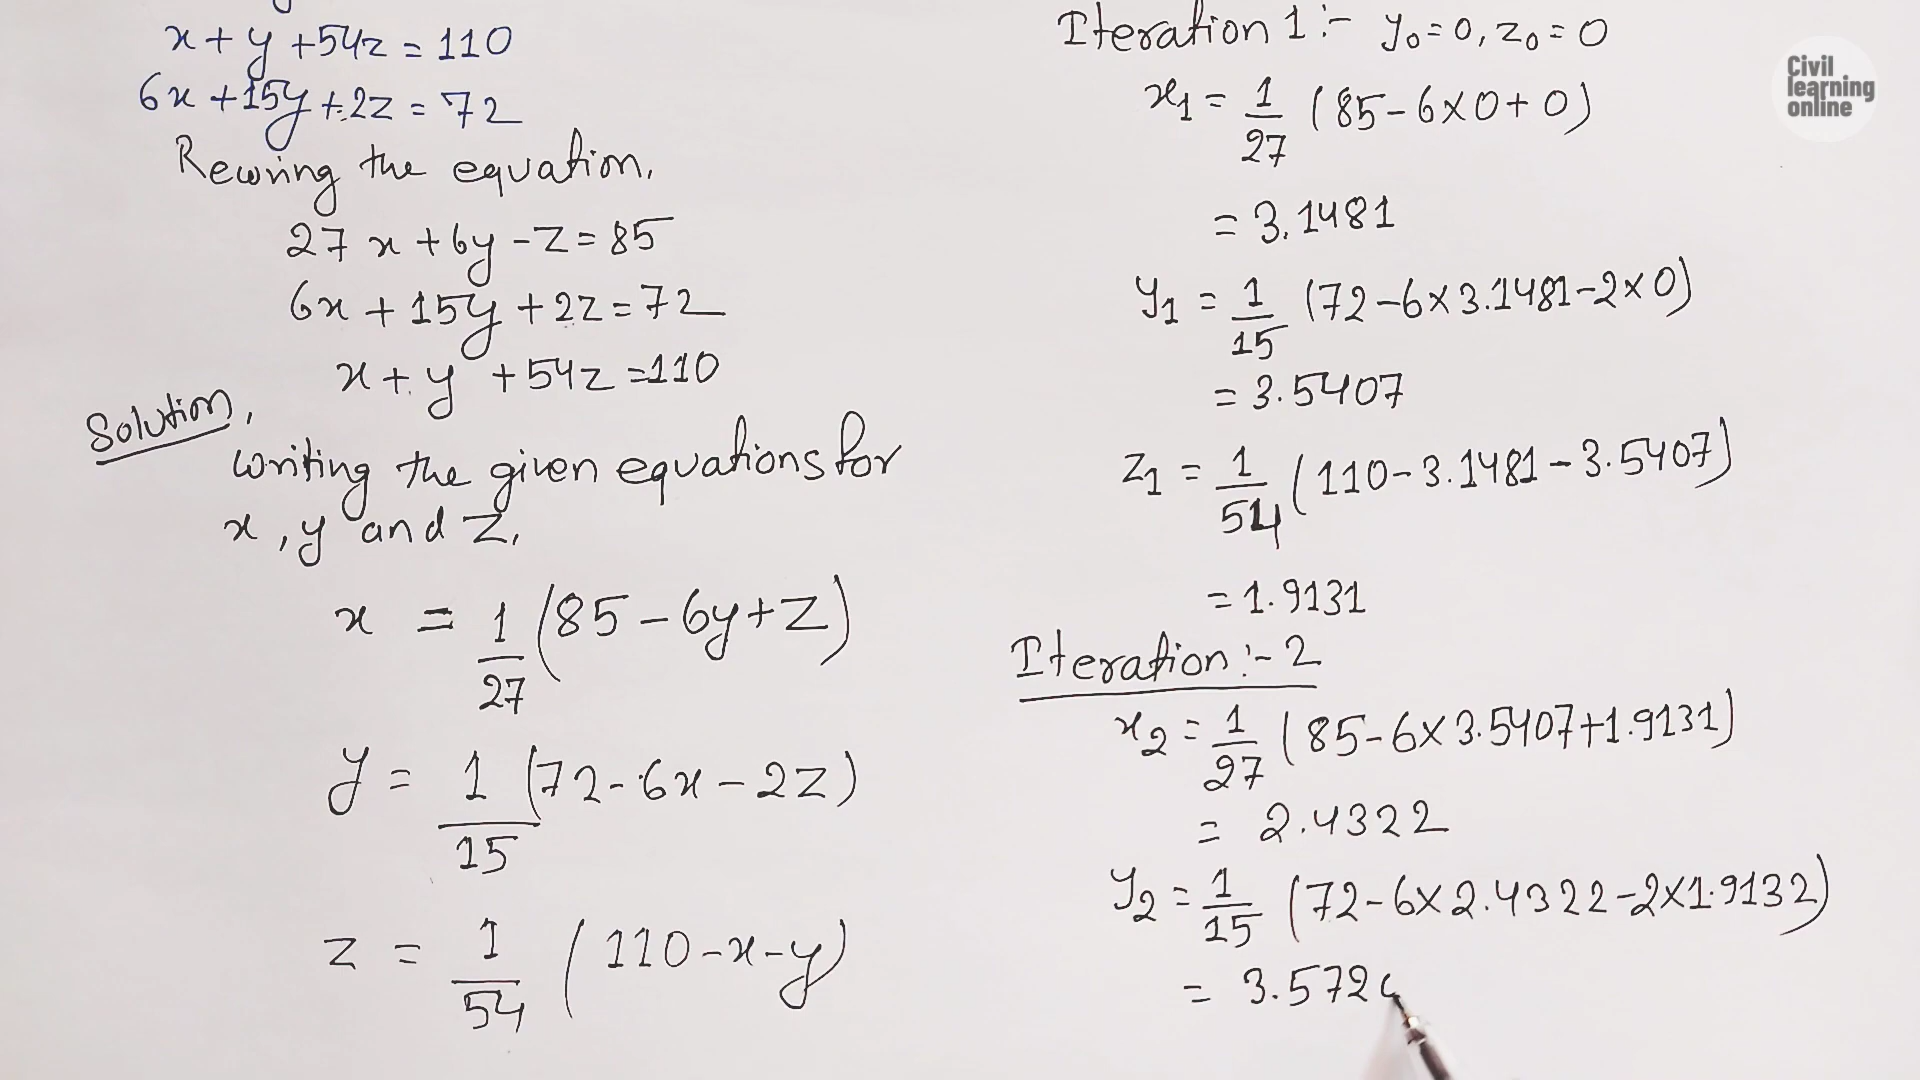 x + y + 54z = 110
6x + 15y + 2z = 72
Rewring the equation,
27x + 6y - z = 85
6x + 15y + 2z = 72
x + y + 54z = 110
Solution,
Writing the given equations for
x, y and z,
x = 1/27 (85 - 6y + z)
y = 1/15 (72 - 6x - 2z)
z = 1/54 (110 - x - y)
Iteration 1 :- y₀ = 0, z₀ = 0
x₁ = 1/27 (85 - 6×0 + 0)
= 3.1481
y₁ = 1/15 (72 - 6×3.1481 - 2×0)
= 3.5407
z₁ = 1/54 (110 - 3.1481 - 3.5407)
= 1.9131
Iteration :- 2
x₂ = 1/27 (85 - 6×3.5407 + 1.9131)
= 2.4322
y₂ = 1/15 (72 - 6×2.4322 - 2×1.9132)
= 3.572
Civil
learning
online